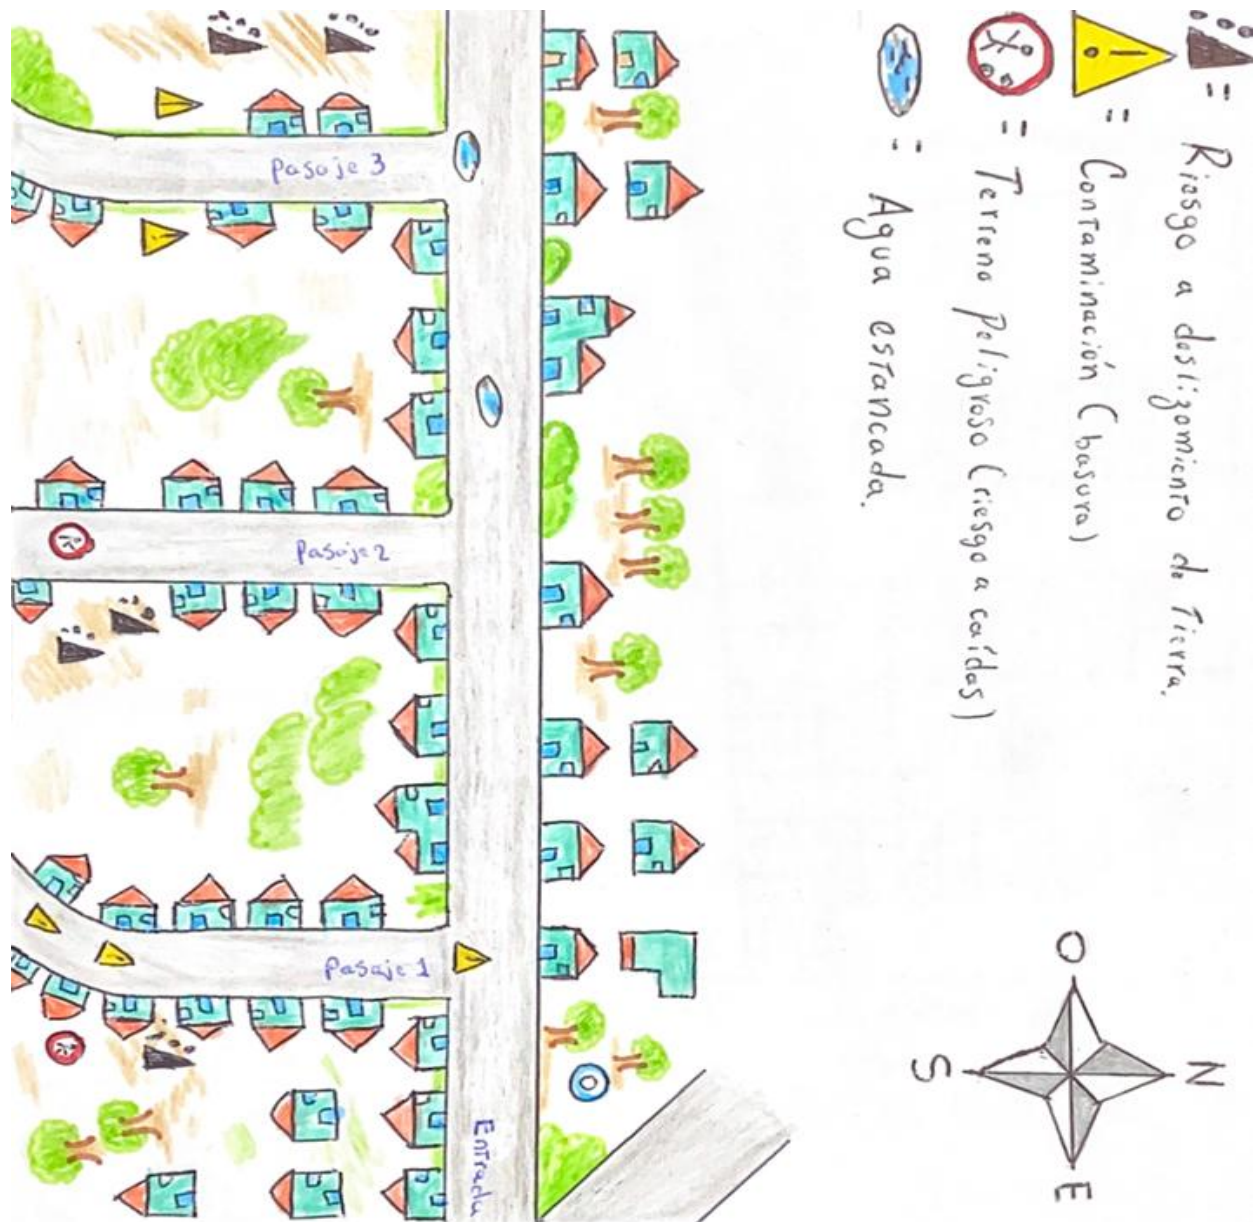 = Riesgo a deslizamiento de Tierra.
= Contaminación (basura)
= Terreno peligroso (riesgo a caídas)
= Agua estancada.
Pasaje 3
Pasaje 2
Pasaje 1
Entrada
O
N
S
E